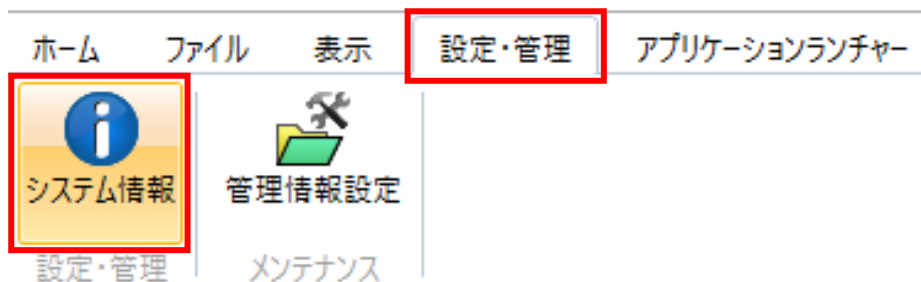 ホーム ファイル 表示 設定・管理 アプリケーションランチャー
システム情報 管理情報設定
設定・管理 メンテナンス